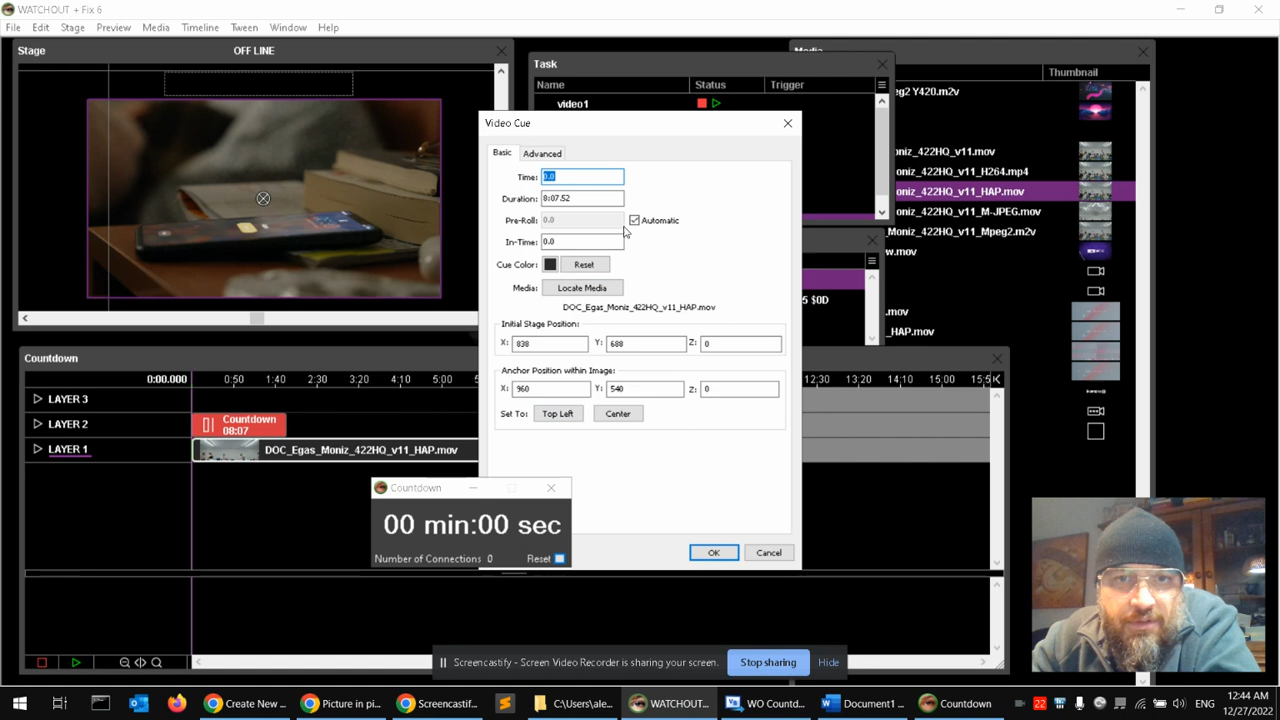 WATCHOUT + Fix 6
File Edit Stage Preview Media Timeline Tween Window Help
Stage OFF LINE
Task
Name Status Trigger
video1
Thumbnail
eg2 Y420.m2v
Moniz_422HQ_v11.mov
Moniz_422HQ_v11_H264.mp4
Moniz_422HQ_v11_HAP.mov
Moniz_422HQ_v11_M-JPEG.mov
Moniz_422HQ_v11_Mpeg2.m2v
w.mov
5 $0D
.mov
_HAP.mov
Video Cue
Basic Advanced
Time: 0.0
Duration: 8:07.52
Pre-Roll: 0.0 Automatic
In-Time: 0.0
Cue Color: Reset
Media: Locate Media
DOC_Egas_Moniz_422HQ_v11_HAP.mov
Initial Stage Position:
X: 838 Y: 688 Z: 0
Anchor Position within Image:
X: 960 Y: 540 Z: 0
Set To: Top Left Center
OK Cancel
Countdown
0:00.000 0:50 1:40 2:30 3:20 4:10 5: 12:30 13:20 14:10 15:00 15:5
LAYER 3
LAYER 2 Countdown
08:07
LAYER 1 DOC_Egas_Moniz_422HQ_v11_HAP.mov
Countdown
00 min:00 sec
Number of Connections 0 Reset
Screencastify - Screen Video Recorder is sharing your screen. Stop sharing Hide
Create New ... Picture in pi... Screencastif... C:\Users\ale... WATCHOUT... WO Countd... Document1 ... Countdown 22 ENG 12:44 AM
12/27/2022